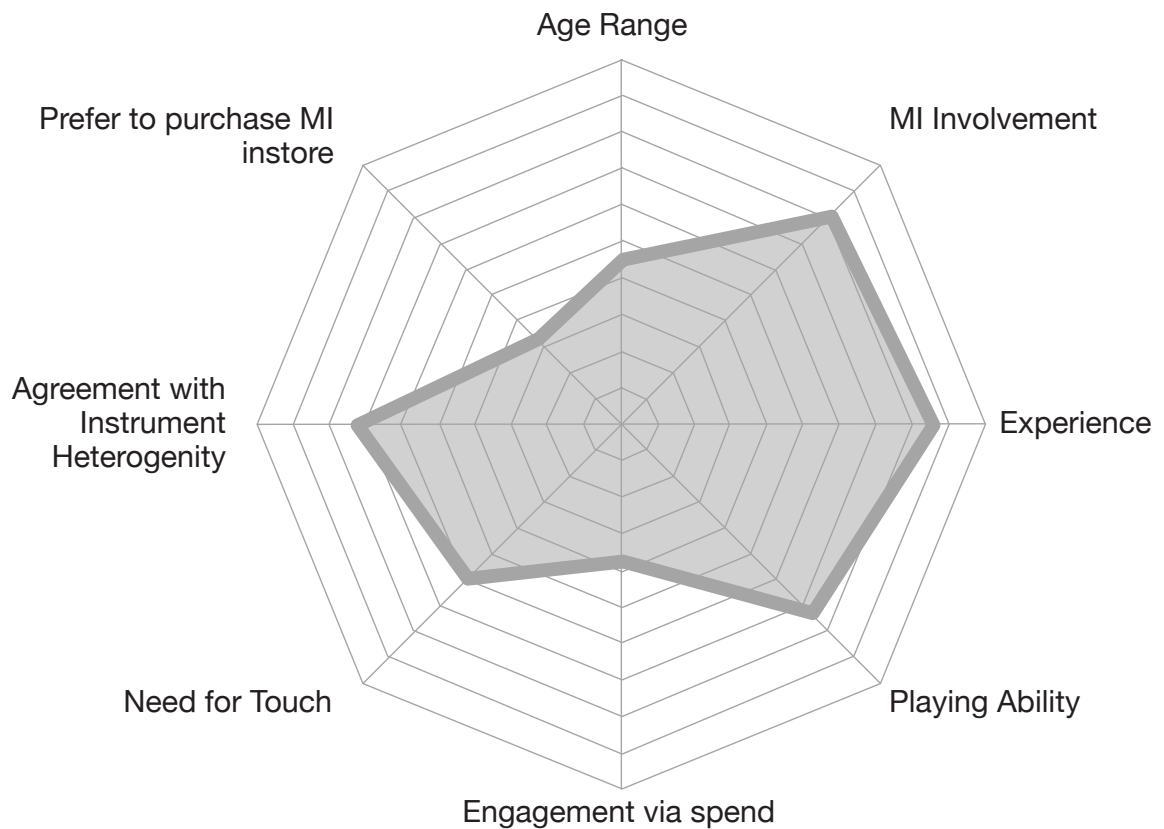 Age Range
Prefer to purchase MI
instore
MI Involvement
Agreement with
Instrument
Heterogenity
Experience
Need for Touch
Playing Ability
Engagement via spend